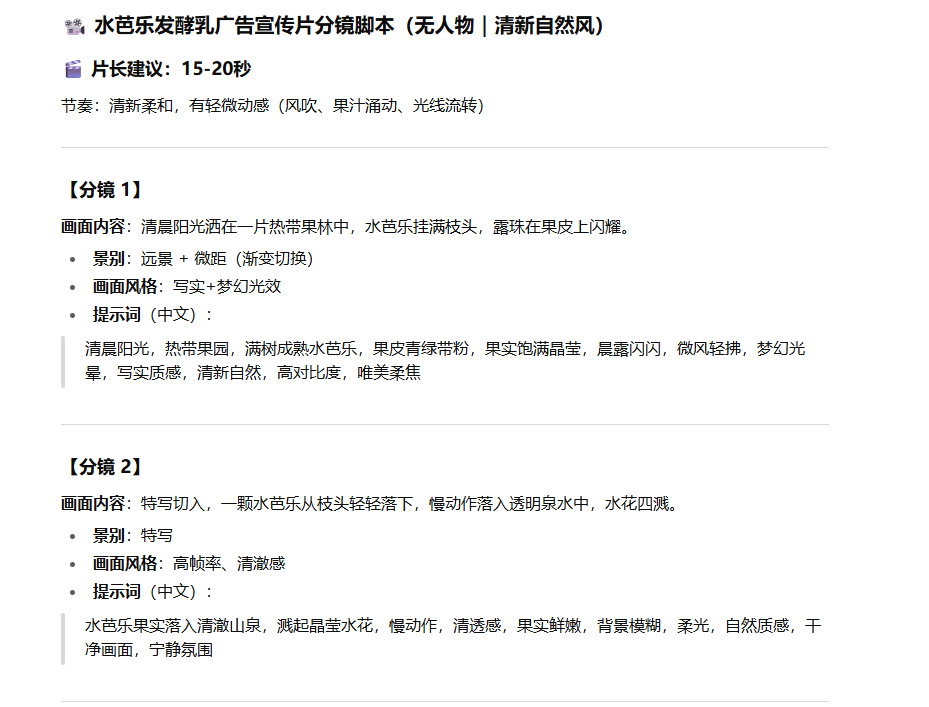 🎥 水芭乐发酵乳广告宣传片分镜脚本（无人物｜清新自然风）
🎬 片长建议：15-20秒
节奏：清新柔和，有轻微动感（风吹、果汁涌动、光线流转）
【分镜 1】
画面内容：清晨阳光洒在一片热带果林中，水芭乐挂满枝头，露珠在果皮上闪耀。
• 景别：远景 + 微距（渐变切换）
• 画面风格：写实+梦幻光效
• 提示词（中文）：
清晨阳光，热带果园，满树成熟水芭乐，果皮青绿带粉，果实饱满晶莹，晨露闪闪，微风轻拂，梦幻光
晕，写实质感，清新自然，高对比度，唯美柔焦
【分镜 2】
画面内容：特写切入，一颗水芭乐从枝头轻轻落下，慢动作落入透明泉水中，水花四溅。
• 景别：特写
• 画面风格：高帧率、清澈感
• 提示词（中文）：
水芭乐果实落入清澈山泉，溅起晶莹水花，慢动作，清透感，果实鲜嫩，背景模糊，柔光，自然质感，干
净画面，宁静氛围